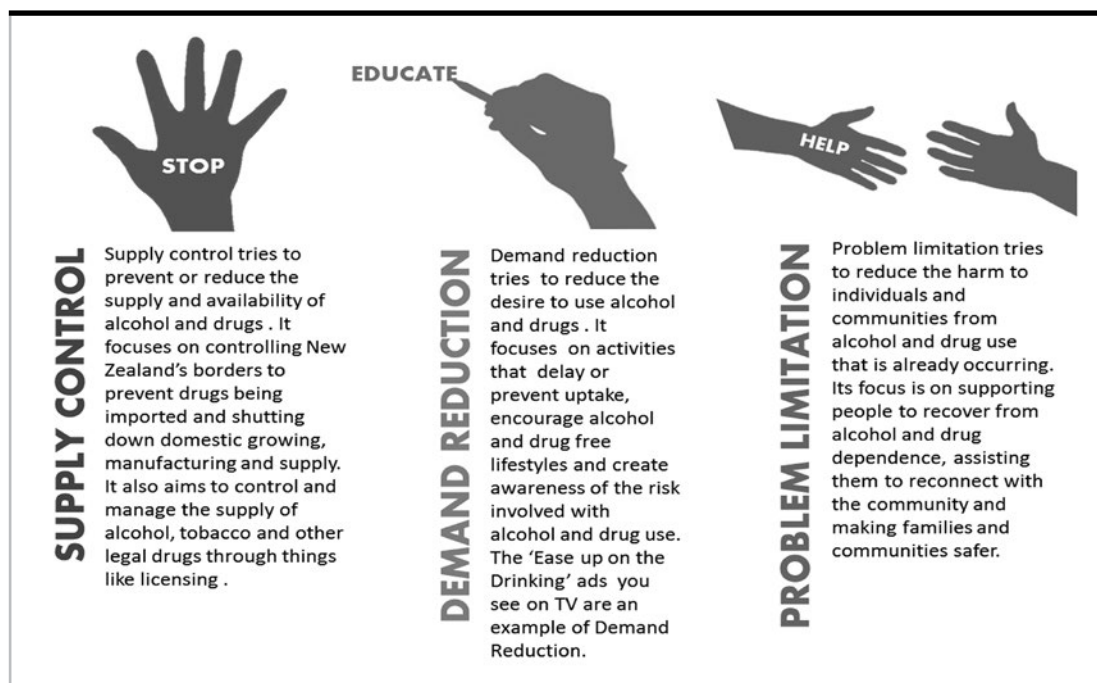 STOP
SUPPLY CONTROL
Supply control tries to
prevent or reduce the
supply and availability of
alcohol and drugs . It
focuses on controlling New
Zealand’s borders to
prevent drugs being
imported and shutting
down domestic growing,
manufacturing and supply.
It also aims to control and
manage the supply of
alcohol, tobacco and other
legal drugs through things
like licensing .
EDUCATE
DEMAND REDUCTION
Demand reduction
tries  to reduce the
desire to use alcohol
and drugs . It
focuses  on activities
that  delay or
prevent uptake,
encourage alcohol
and drug free
lifestyles and create
awareness of the risk
involved with
alcohol and drug use.
The ‘Ease up on the
Drinking’ ads  you
see on TV are an
example of Demand
Reduction.
HELP
PROBLEM LIMITATION
Problem limitation tries
to reduce the harm to
individuals and
communities from
alcohol and drug use
that is already occurring.
Its focus is on supporting
people to recover from
alcohol and drug
dependence, assisting
them to reconnect with
the community and
making families and
communities safer.